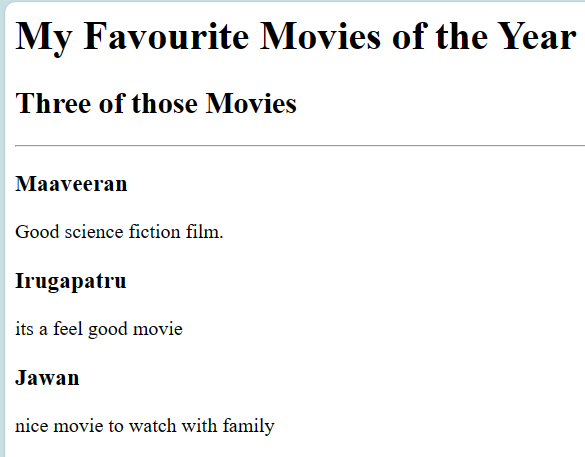 My Favourite Movies of the Year
Three of those Movies
Maaveeran
Good science fiction film.
Irugapatru
its a feel good movie
Jawan
nice movie to watch with family